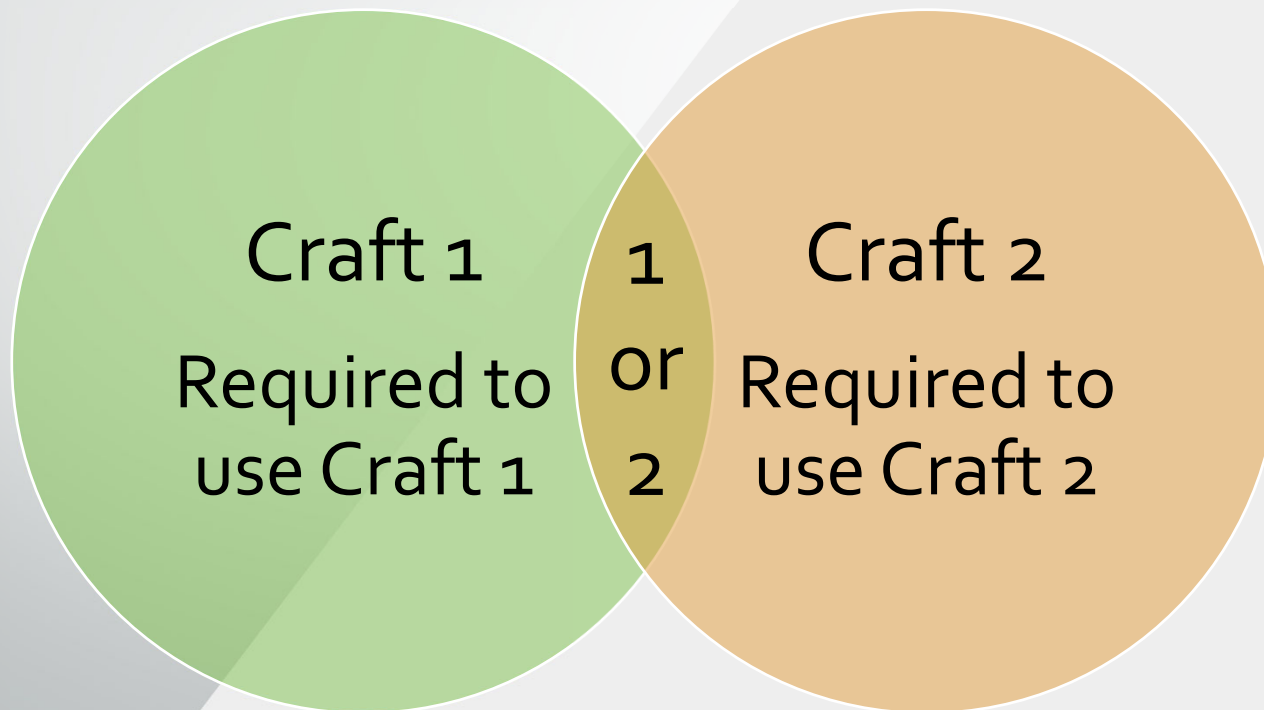 Craft 1
Required to
use Craft 1
1
or
2
Craft 2
Required to
use Craft 2